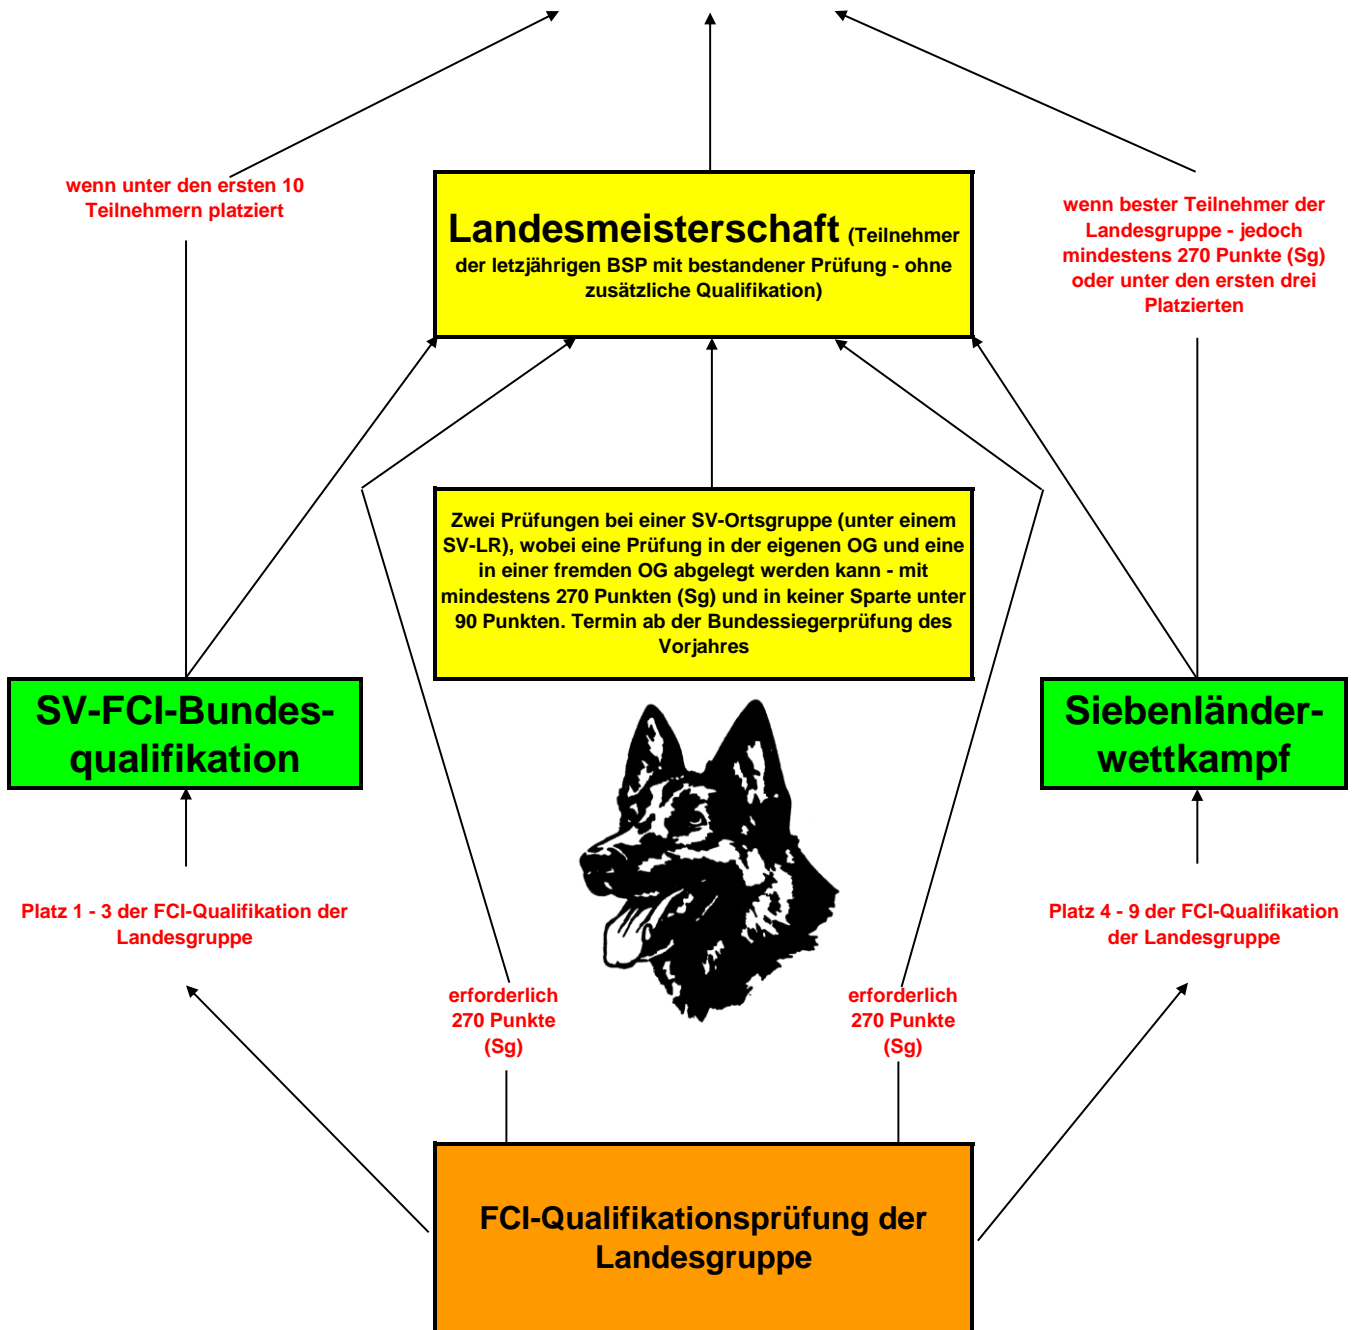 wenn unter den ersten 10
Teilnehmern platziert
Landesmeisterschaft (Teilnehmer
der letzjährigen BSP mit bestandener Prüfung - ohne
zusätzliche Qualifikation)
wenn bester Teilnehmer der
Landesgruppe - jedoch
mindestens 270 Punkte (Sg)
oder unter den ersten drei
Platzierten
Zwei Prüfungen bei einer SV-Ortsgruppe (unter einem
SV-LR), wobei eine Prüfung in der eigenen OG und eine
in einer fremden OG abgelegt werden kann - mit
mindestens 270 Punkten (Sg) und in keiner Sparte unter
90 Punkten. Termin ab der Bundessiegerprüfung des
Vorjahres
SV-FCI-Bundes-
qualifikation
Siebenländer-
wettkampf
Platz 1 - 3 der FCI-Qualifikation der
Landesgruppe
Platz 4 - 9 der FCI-Qualifikation
der Landesgruppe
erforderlich
270 Punkte
(Sg)
erforderlich
270 Punkte
(Sg)
FCI-Qualifikationsprüfung der
Landesgruppe